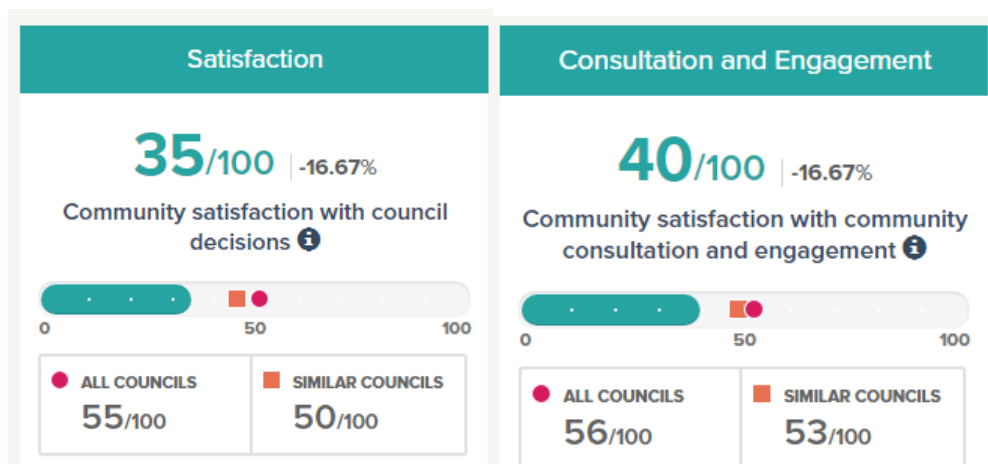 Satisfaction
35/100 -16.67%
Community satisfaction with council
decisions
0 50 100
ALL COUNCILS
55/100
SIMILAR COUNCILS
50/100
Consultation and Engagement
40/100 -16.67%
Community satisfaction with community
consultation and engagement
0 50 100
ALL COUNCILS
56/100
SIMILAR COUNCILS
53/100